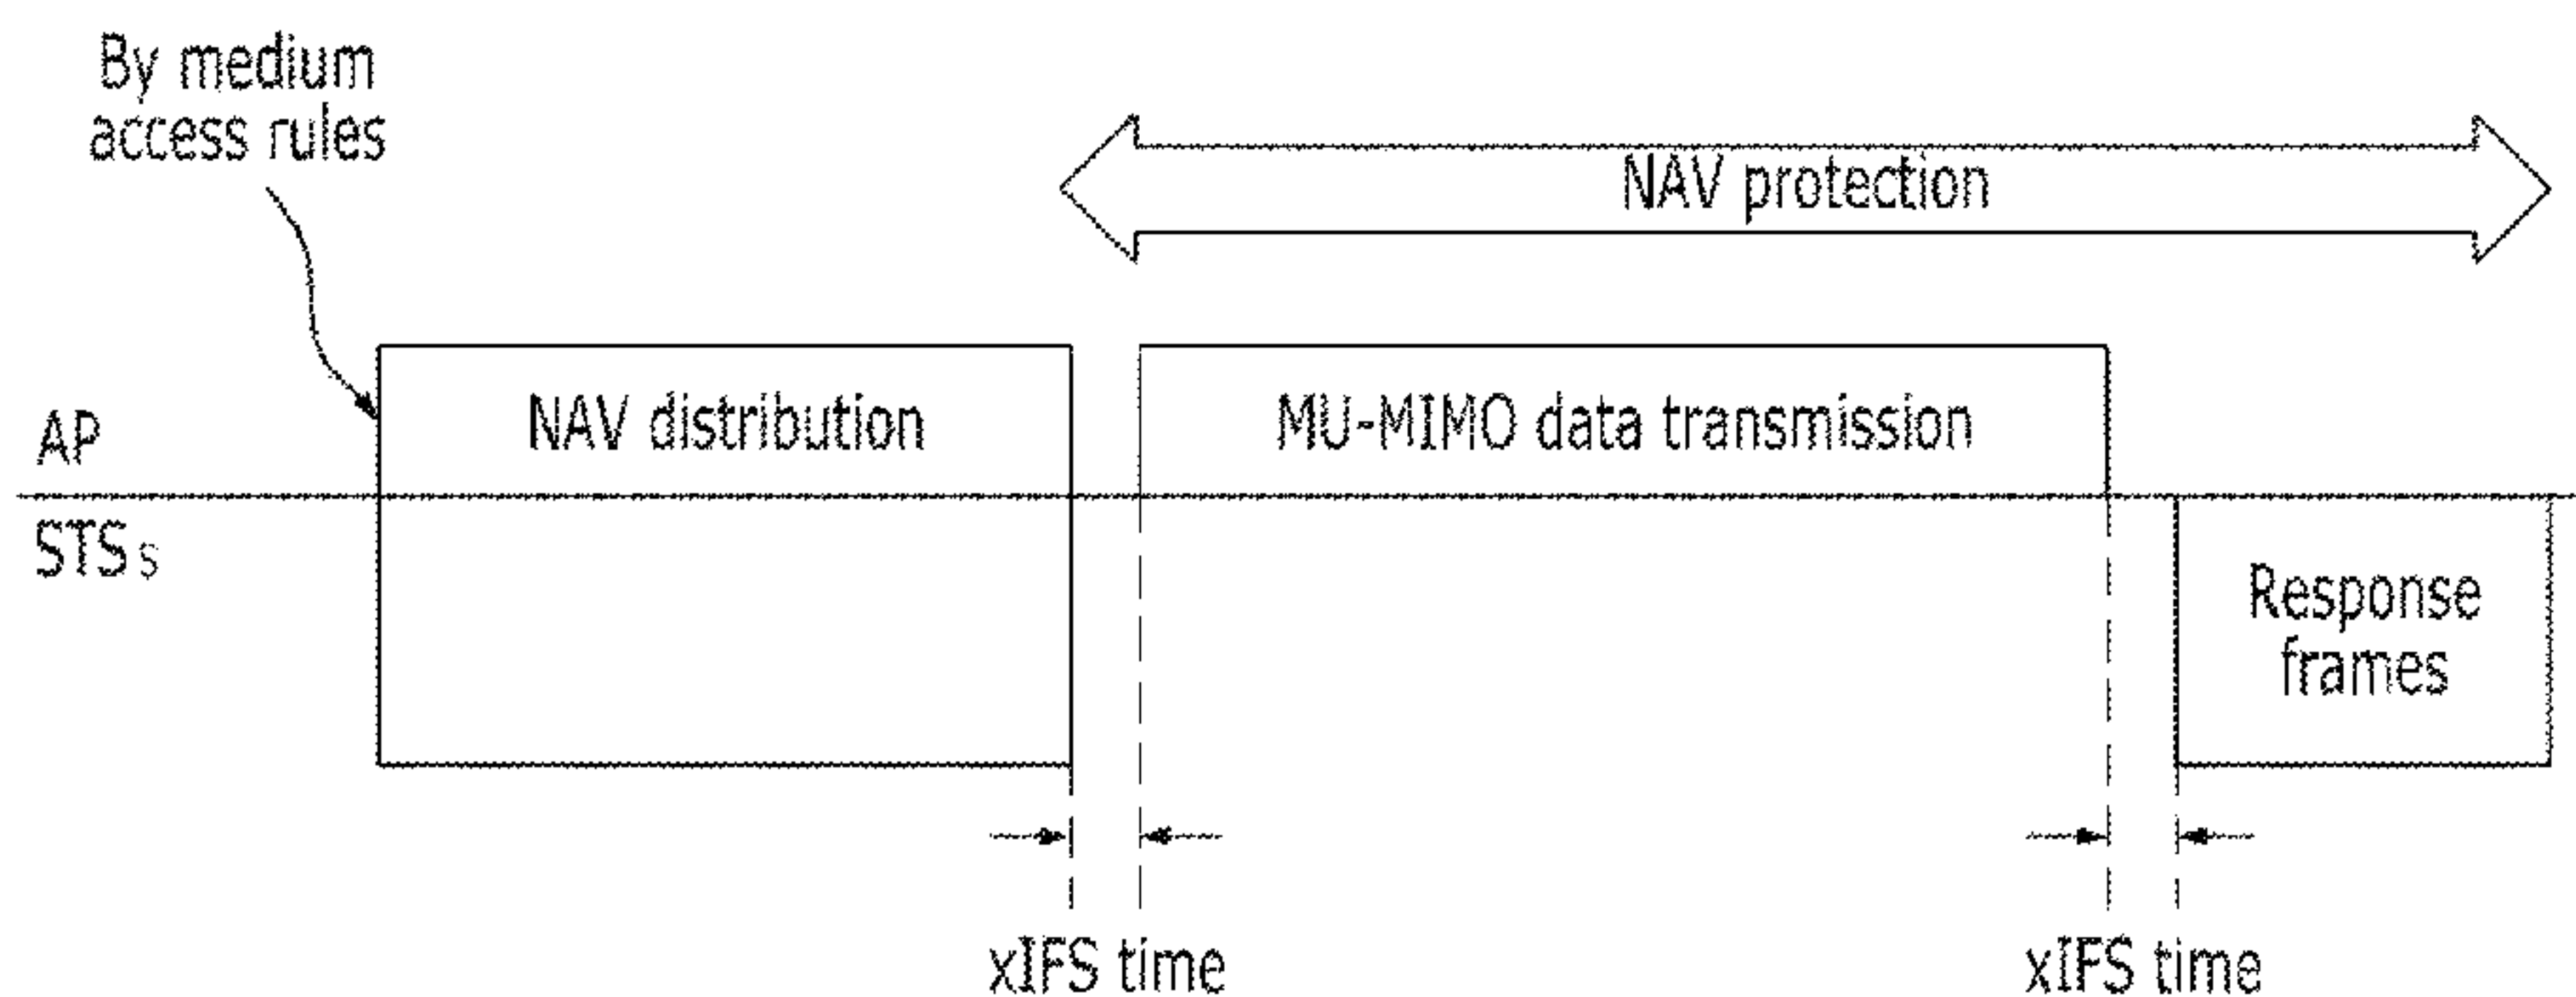 By medium
access rules
NAV protection
AP
NAV distribution
MU-MIMO data transmission
STSs
Response
frames
xIFS time
xIFS time